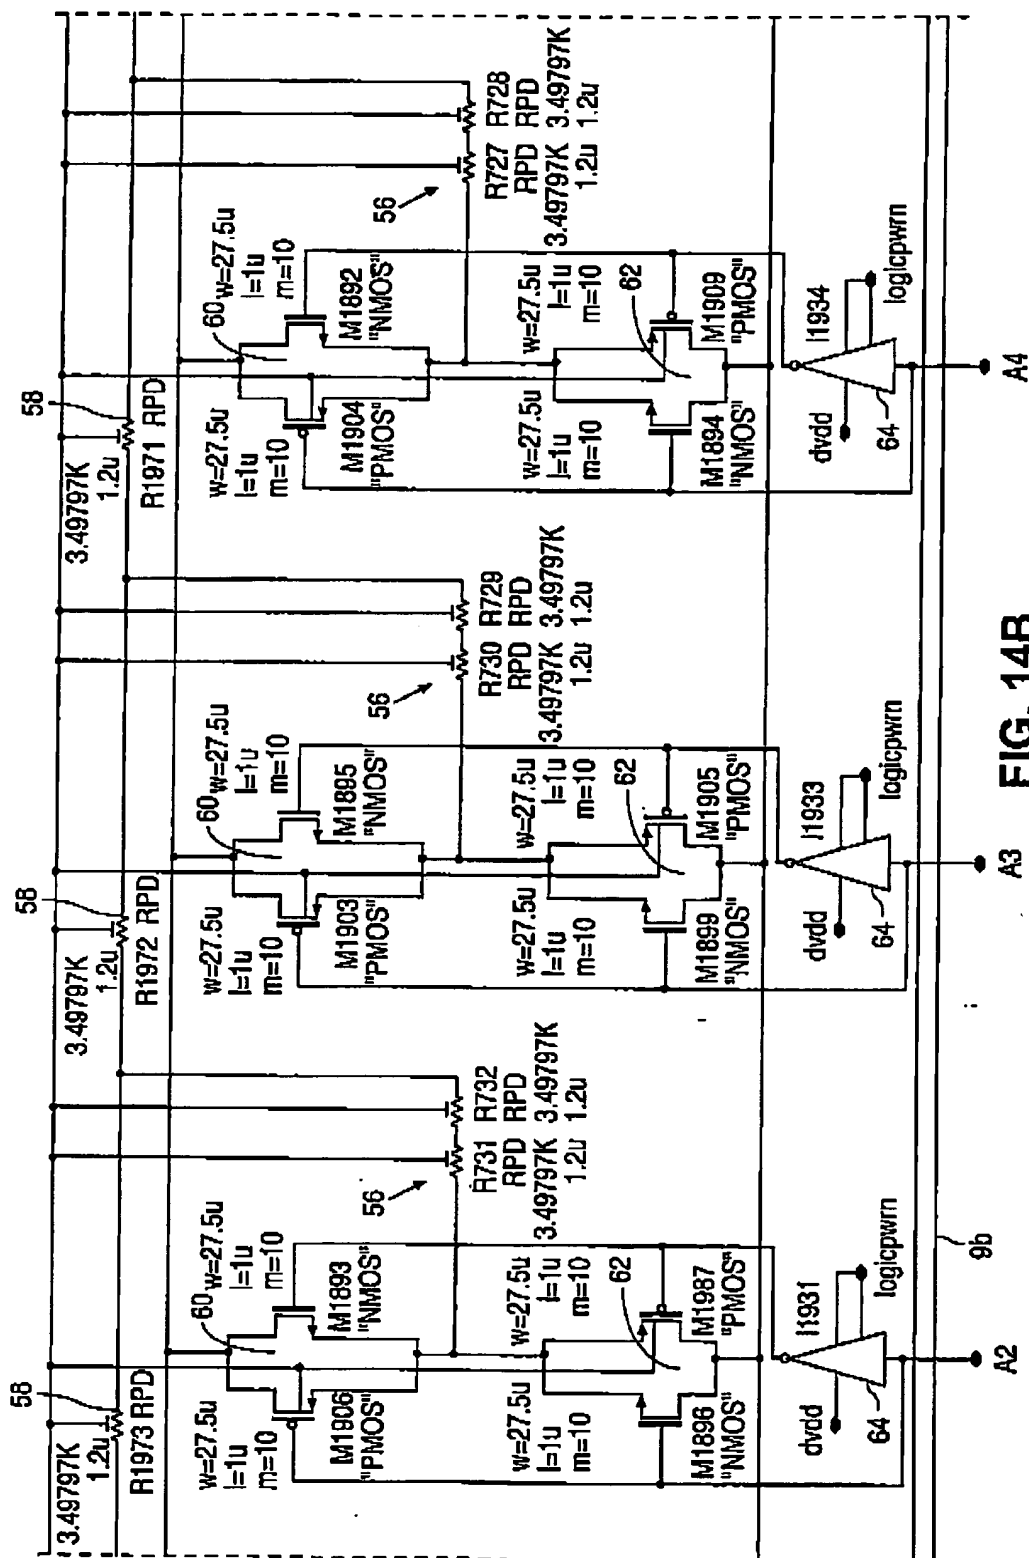 3.49797K
1.2u
58
R1973 RPD
w=27.5u
l=1u
m=10
60
w=27.5u
l=1u
m=10
M1906
"PMOS"
M1893
"NMOS"
56
R731
RPD
3.49797K
1.2u
R732
RPD
3.49797K
1.2u
w=27.5u
l=1u
m=10
w=27.5u
l=1u
m=10
62
M1896
"NMOS"
M1987
"PMOS"
dvdd
I1931
64
logicpwrn
A2
3.49797K
1.2u
58
R1972 RPD
w=27.5u
l=1u
m=10
60
w=27.5u
l=1u
m=10
M1903
"PMOS"
M1895
"NMOS"
56
R730
RPD
3.49797K
1.2u
R729
RPD
3.49797K
1.2u
w=27.5u
l=1u
m=10
w=27.5u
l=1u
m=10
62
M1899
"NMOS"
M1905
"PMOS"
dvdd
I1933
64
logicpwrn
A3
3.49797K
1.2u
58
R1971 RPD
w=27.5u
l=1u
m=10
60
w=27.5u
l=1u
m=10
M1904
"PMOS"
M1892
"NMOS"
56
R727
RPD
3.49797K
1.2u
R728
RPD
3.49797K
1.2u
w=27.5u
l=1u
m=10
w=27.5u
l=1u
m=10
62
M1894
"NMOS"
M1909
"PMOS"
dvdd
I1934
64
logicpwrn
A4
9b
FIG. 14B